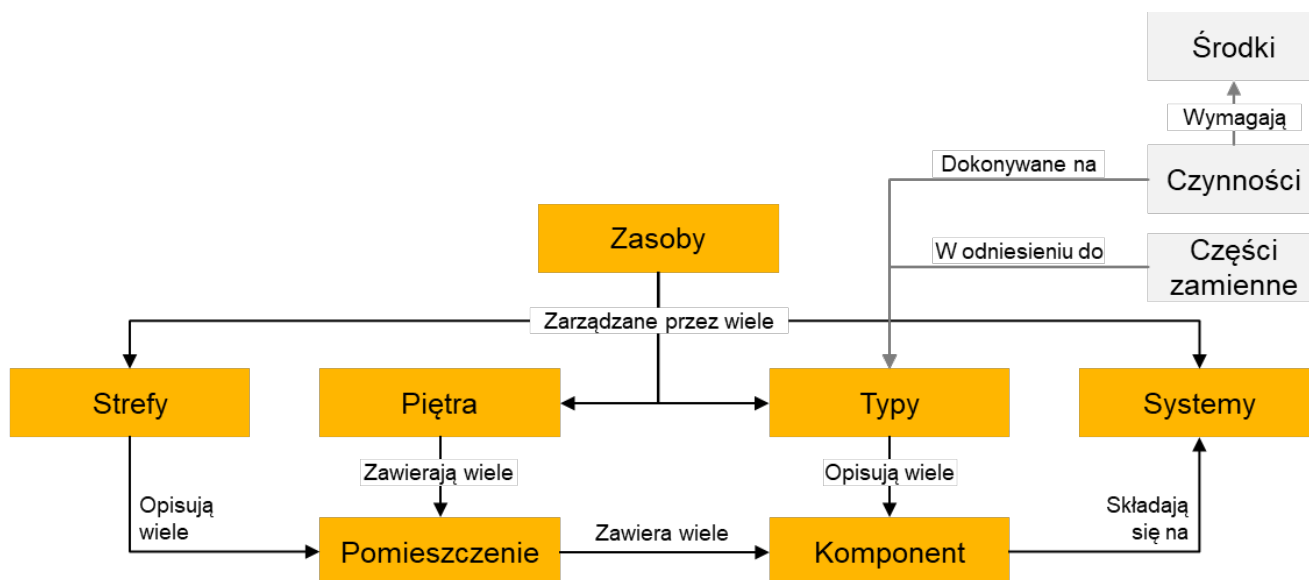 Środki
Wymagają
Dokonywane na
Czynności
Zasoby
W odniesieniu do
Części
zamienne
Zarządzane przez wiele
Strefy
Piętra
Typy
Systemy
Zawierają wiele
Opisują wiele
Opisują
wiele
Składają
się na
Pomieszczenie
Zawiera wiele
Komponent